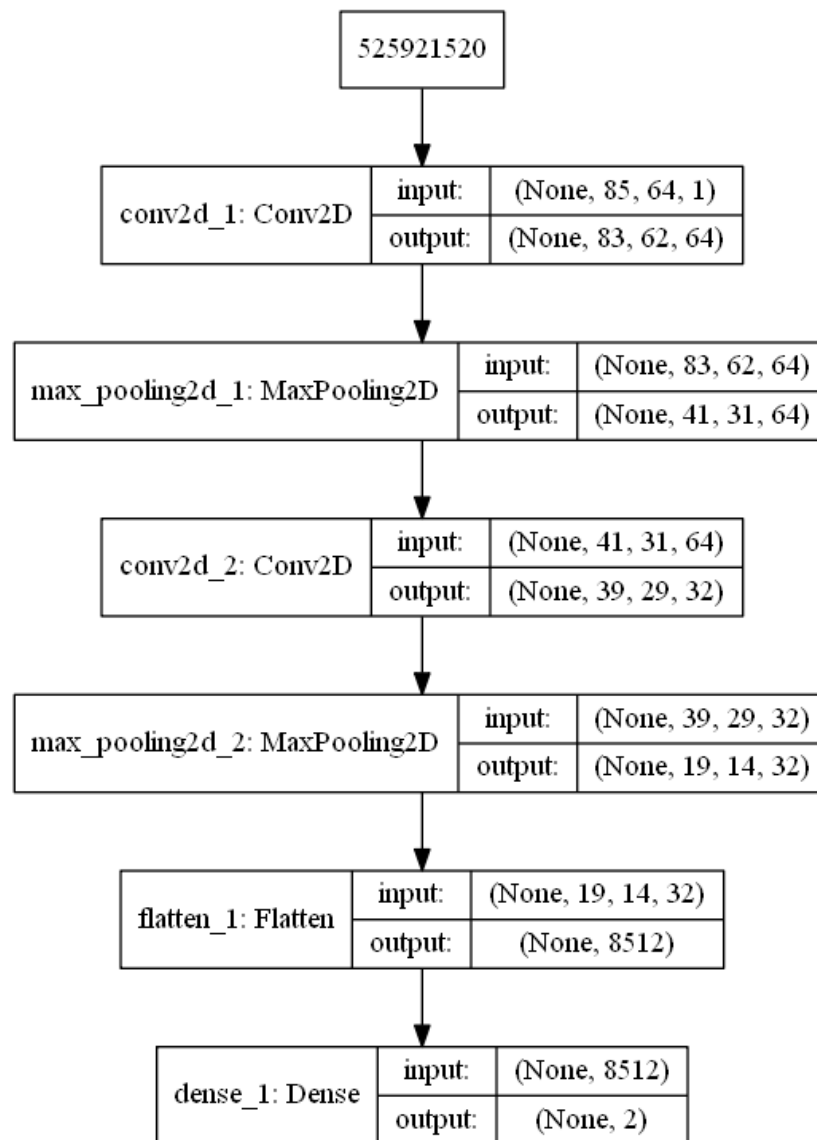 525921520
conv2d_1: Conv2D
input: (None, 85, 64, 1)
output: (None, 83, 62, 64)
max_pooling2d_1: MaxPooling2D
input: (None, 83, 62, 64)
output: (None, 41, 31, 64)
conv2d_2: Conv2D
input: (None, 41, 31, 64)
output: (None, 39, 29, 32)
max_pooling2d_2: MaxPooling2D
input: (None, 39, 29, 32)
output: (None, 19, 14, 32)
flatten_1: Flatten
input: (None, 19, 14, 32)
output: (None, 8512)
dense_1: Dense
input: (None, 8512)
output: (None, 2)